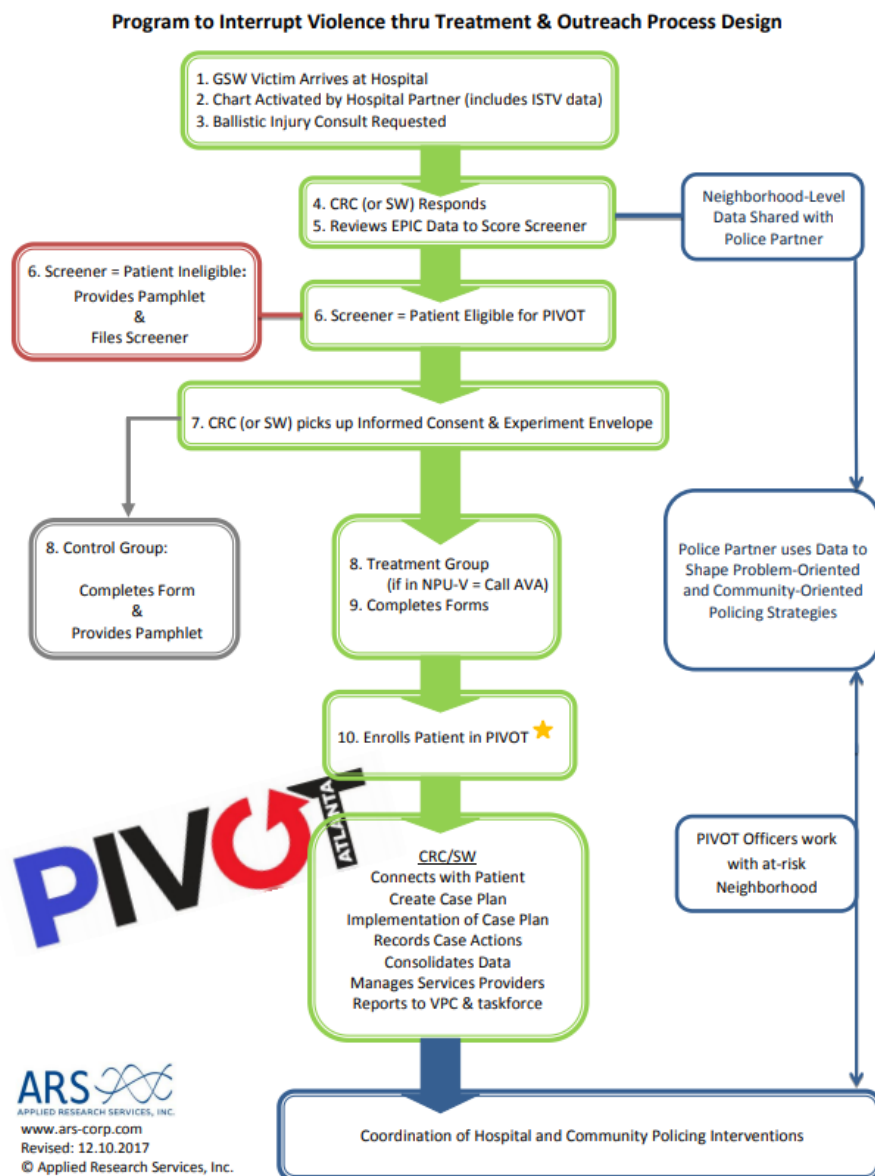 Program to Interrupt Violence thru Treatment & Outreach Process Design
1. GSW Victim Arrives at Hospital
2. Chart Activated by Hospital Partner (includes ISTV data)
3. Ballistic Injury Consult Requested
4. CRC (or SW) Responds
5. Reviews EPIC Data to Score Screener
Neighborhood-Level
Data Shared with
Police Partner
6. Screener = Patient Ineligible:
Provides Pamphlet
&
Files Screener
6. Screener = Patient Eligible for PIVOT
7. CRC (or SW) picks up Informed Consent & Experiment Envelope
8. Control Group:
Completes Form
&
Provides Pamphlet
8. Treatment Group
(if in NPU-V = Call AVA)
9. Completes Forms
Police Partner uses Data to
Shape Problem-Oriented
and Community-Oriented
Policing Strategies
10. Enrolls Patient in PIVOT
PIVOT
ATLANTA
CRC/SW
Connects with Patient
Create Case Plan
Implementation of Case Plan
Records Case Actions
Consolidates Data
Manages Services Providers
Reports to VPC & taskforce
PIVOT Officers work
with at-risk
Neighborhood
Coordination of Hospital and Community Policing Interventions
ARS
APPLIED RESEARCH SERVICES, INC.
www.ars-corp.com
Revised: 12.10.2017
© Applied Research Services, Inc.